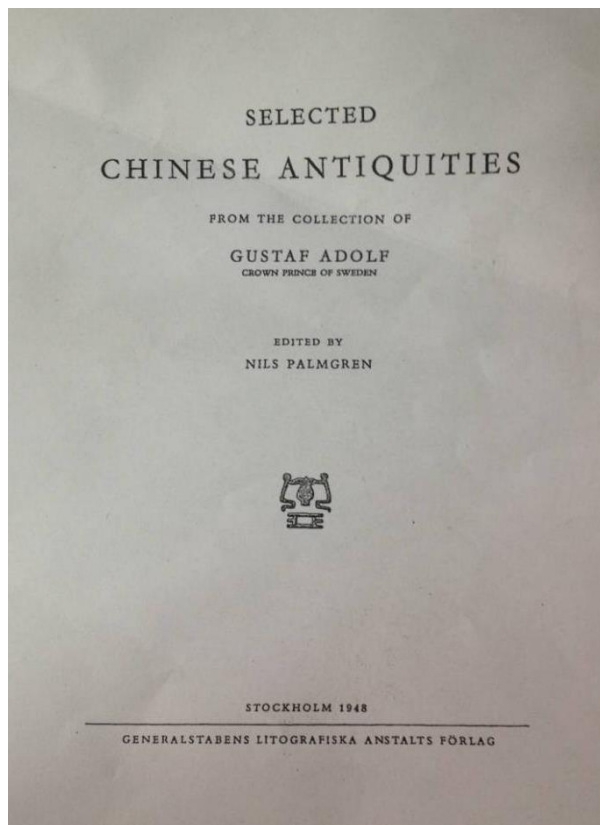 SELECTED
CHINESE ANTIQUITIES
FROM THE COLLECTION OF
GUSTAF ADOLF
CROWN PRINCE OF SWEDEN
EDITED BY
NILS PALMGREN
STOCKHOLM 1948
GENERALSTABENS LITOGRAFISKA ANSTALTS FÖRLAG